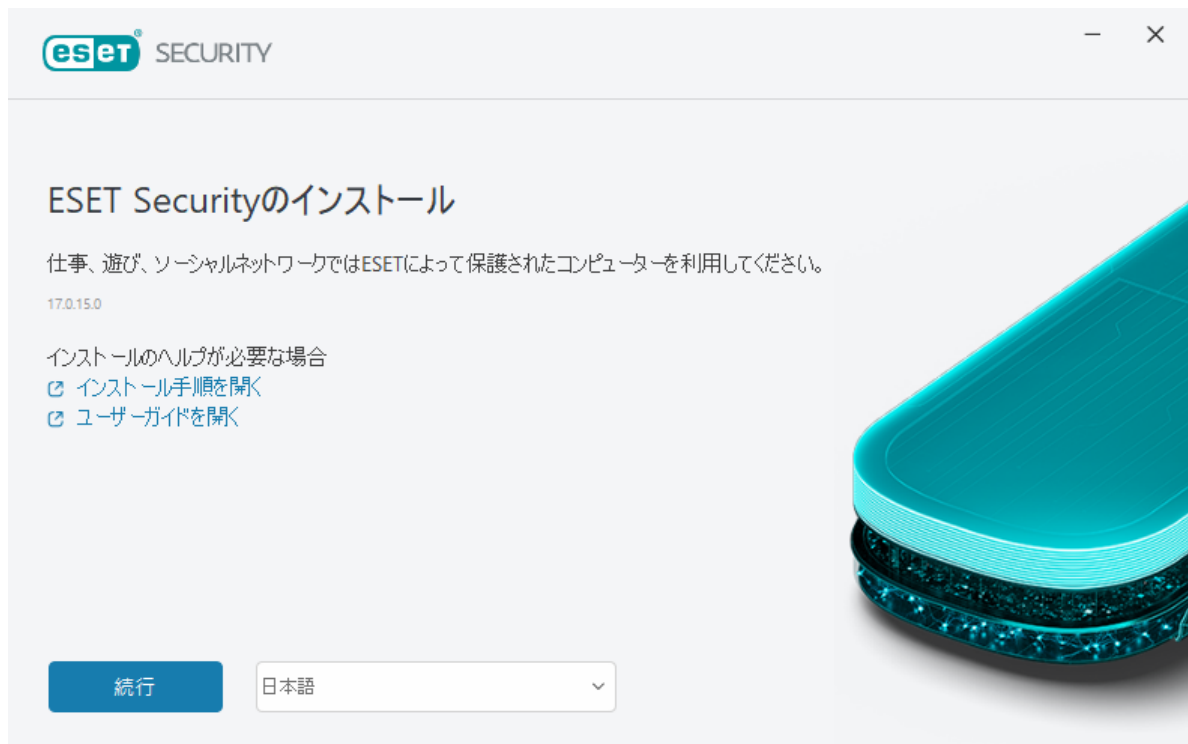 eset® SECURITY
ESET Securityのインストール
仕事、遊び、ソーシャルネットワークではESETによって保護されたコンピューターを利用してください。
17.0.15.0
インストールのヘルプが必要な場合
インストール手順を開く
ユーザーガイドを開く
続行
日本語